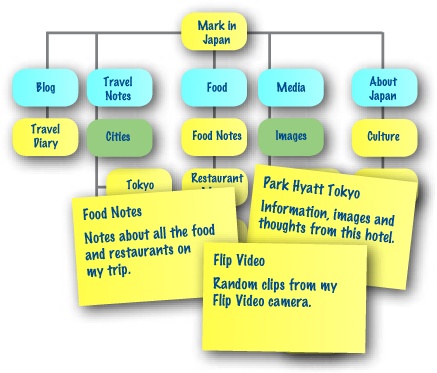 Mark in
Japan
Blog
Travel
Notes
Food
Media
About
Japan
Travel
Diary
Cities
Food Notes
Images
Culture
Tokyo
Restaurant
Food Notes
Notes about all the food
and restaurants on
my trip.
Park Hyatt Tokyo
Information, images and
thoughts from this hotel.
Flip Video
Random clips from my
Flip Video camera.